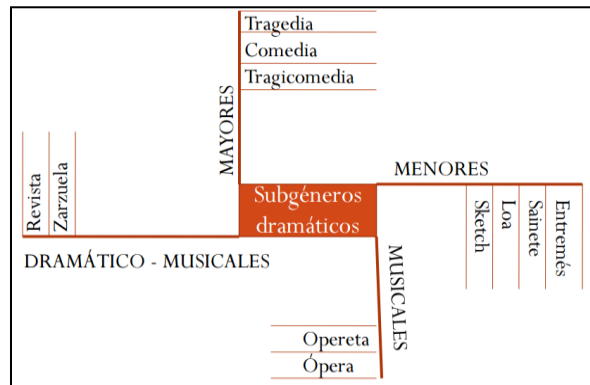 Tragedia
Comedia
Tragicomedia
MAYORES
Revista
Zarzuela
Subgéneros
dramáticos
MENORES
Sketch
Loa
Sainete
Entremés
DRAMÁTICO - MUSICALES
MUSICALES
Opereta
Ópera